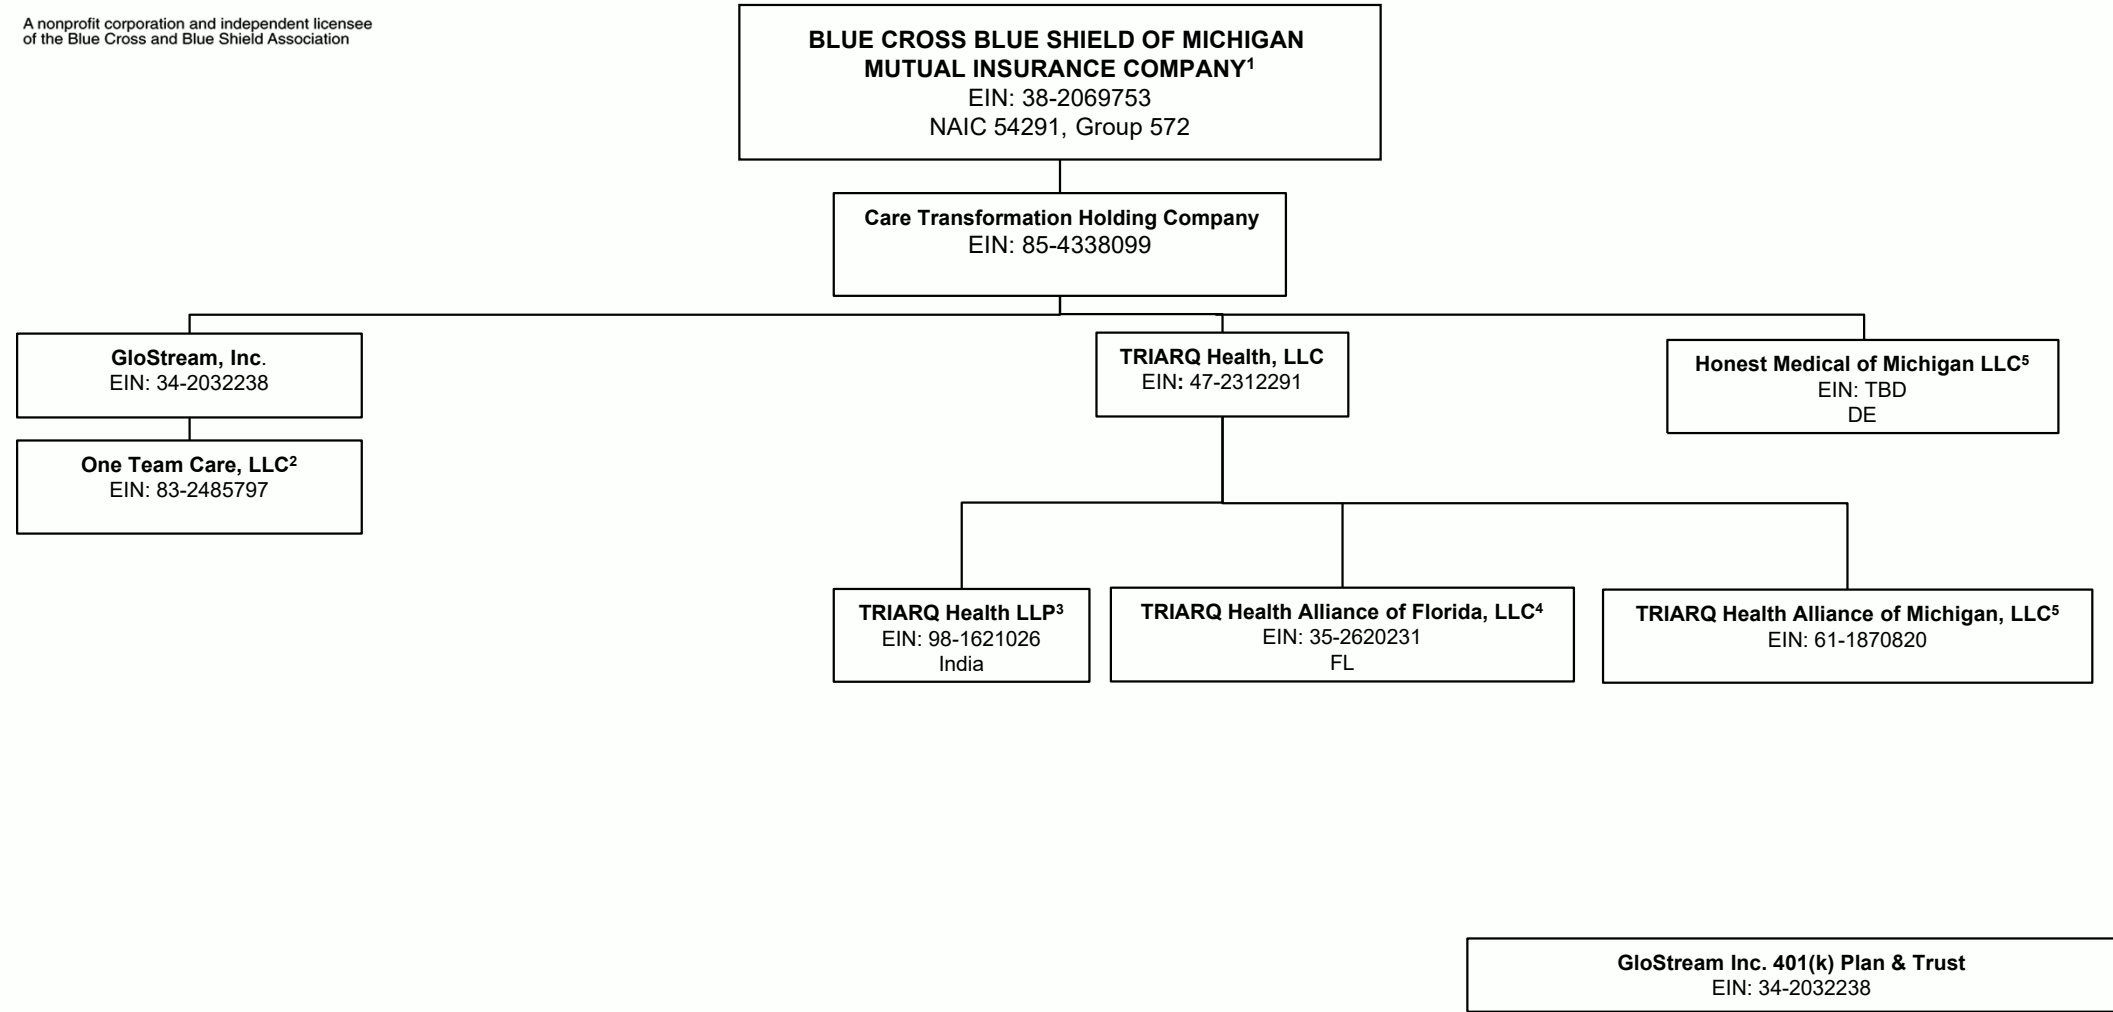 A nonprofit corporation and independent licensee
of the Blue Cross and Blue Shield Association
BLUE CROSS BLUE SHIELD OF MICHIGAN
MUTUAL INSURANCE COMPANY¹
EIN: 38-2069753
NAIC 54291, Group 572
Care Transformation Holding Company
EIN: 85-4338099
GloStream, Inc.
EIN: 34-2032238
TRIARQ Health, LLC
EIN: 47-2312291
Honest Medical of Michigan LLC⁵
EIN: TBD
DE
One Team Care, LLC²
EIN: 83-2485797
TRIARQ Health LLP³
EIN: 98-1621026
India
TRIARQ Health Alliance of Florida, LLC⁴
EIN: 35-2620231
FL
TRIARQ Health Alliance of Michigan, LLC⁵
EIN: 61-1870820
GloStream Inc. 401(k) Plan & Trust
EIN: 34-2032238